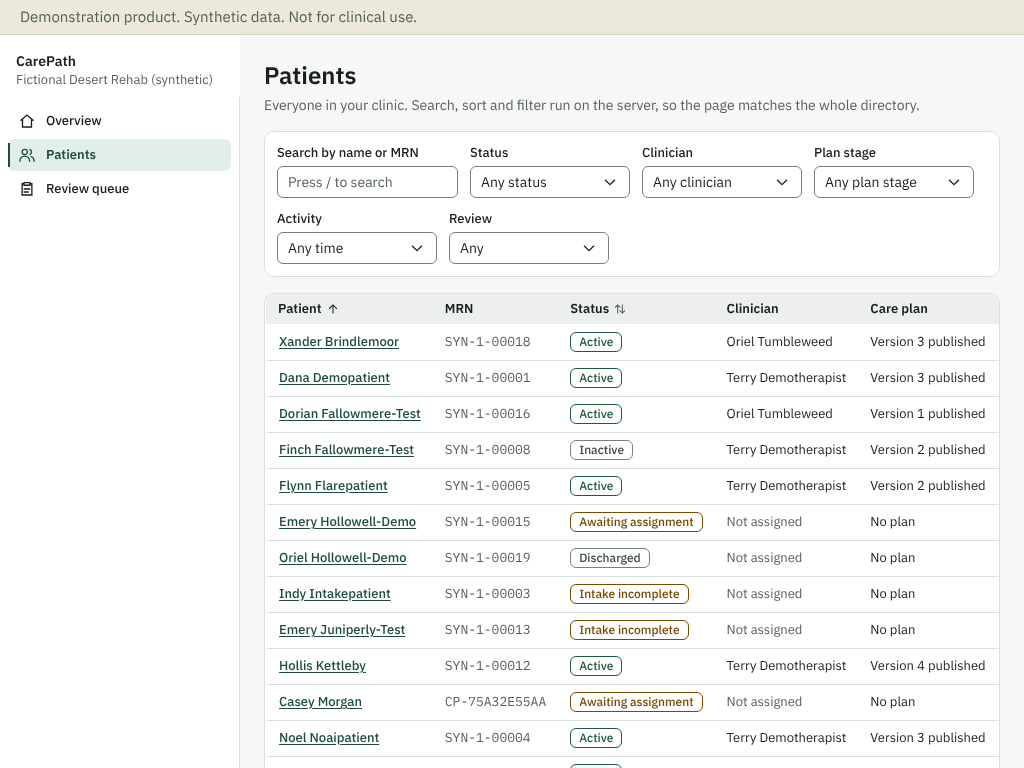 Demonstration product. Synthetic data. Not for clinical use.
CarePath
Fictional Desert Rehab (synthetic)
Overview
Patients
Review queue
Patients
Everyone in your clinic. Search, sort and filter run on the server, so the page matches the whole directory.
Search by name or MRN Status Clinician Plan stage
Press / to search Any status Any clinician Any plan stage
Activity Review
Any time Any
Patient ↑ MRN Status ↑↓ Clinician Care plan
Xander Brindlemoor SYN-1-00018 Active Oriel Tumbleweed Version 3 published
Dana Demopatient SYN-1-00001 Active Terry Demotherapist Version 3 published
Dorian Fallowmere-Test SYN-1-00016 Active Oriel Tumbleweed Version 1 published
Finch Fallowmere-Test SYN-1-00008 Inactive Terry Demotherapist Version 2 published
Flynn Flarepatient SYN-1-00005 Active Terry Demotherapist Version 2 published
Emery Hollowell-Demo SYN-1-00015 Awaiting assignment Not assigned No plan
Oriel Hollowell-Demo SYN-1-00019 Discharged Not assigned No plan
Indy Intakepatient SYN-1-00003 Intake incomplete Not assigned No plan
Emery Juniperly-Test SYN-1-00013 Intake incomplete Not assigned No plan
Hollis Kettleby SYN-1-00012 Active Terry Demotherapist Version 4 published
Casey Morgan CP-75A32E55AA Awaiting assignment Not assigned No plan
Noel Noaipatient SYN-1-00004 Active Terry Demotherapist Version 3 published